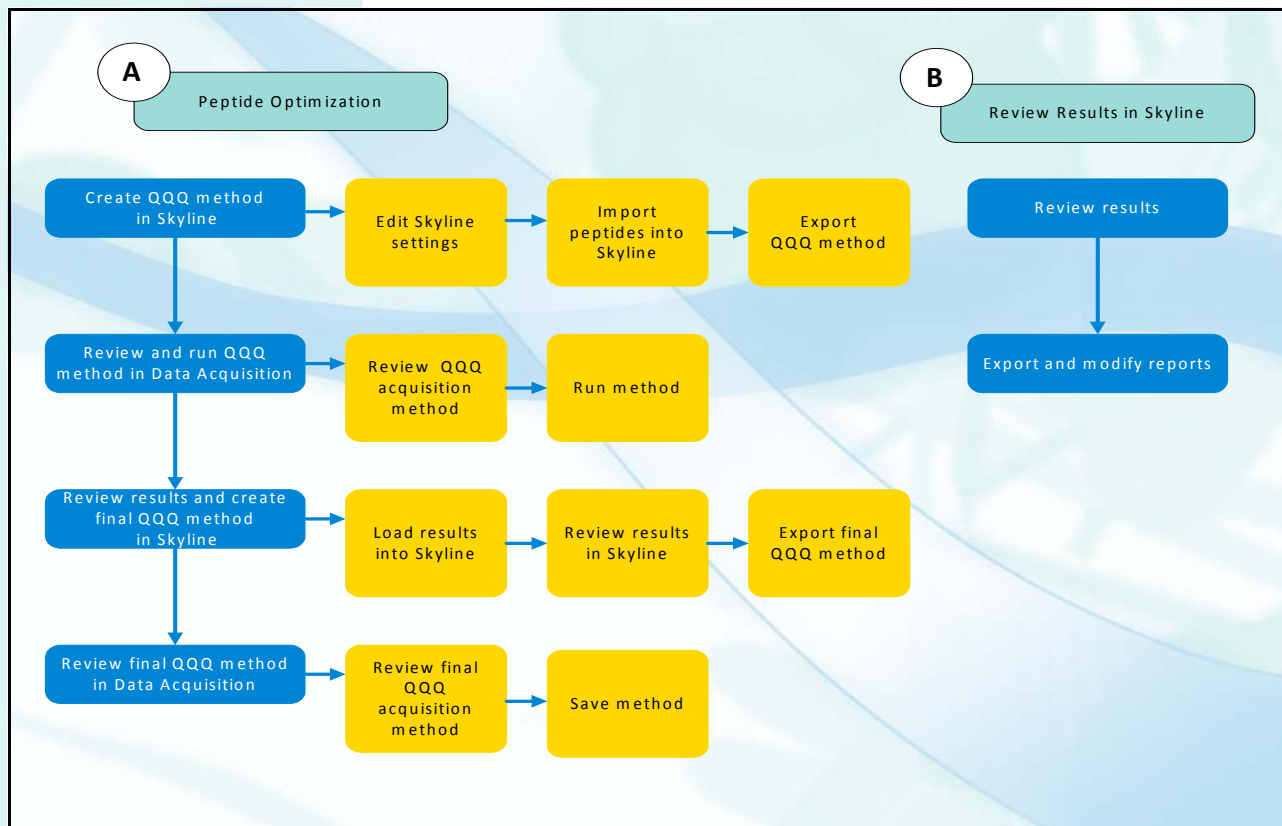 A
Peptide Optimization
Create QQQ method
in Skyline
Edit Skyline
settings
Import
peptides into
Skyline
Export
QQQ method
Review and run QQQ
method in Data Acquisition
Review QQQ
acquisition
method
Run method
Review results and create
final QQQ method
in Skyline
Load results
into Skyline
Review results
in Skyline
Export final
QQQ method
Review final QQQ method
in Data Acquisition
Review final
QQQ
acquisition
method
Save method
B
Review Results in Skyline
Review results
Export and modify reports